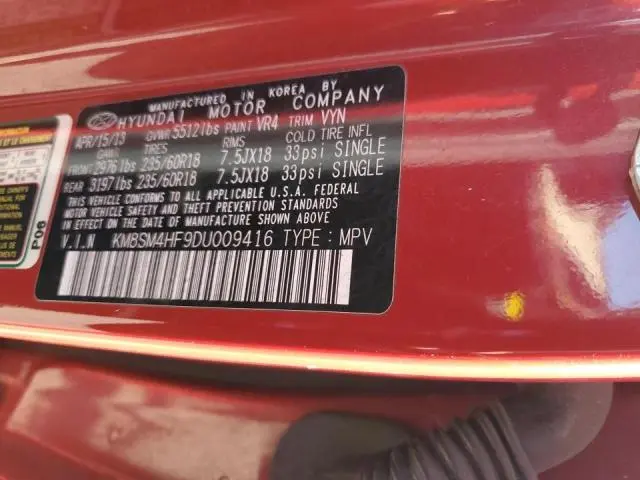 MANUFACTURED IN KOREA BY
HYUNDAI MOTOR COMPANY
APR/15/13 GVWR 5512lbs PAINT VR4 TRIM VYN
GAWR TIRES RIMS COLD TIRE INFL
FRONT 2976lbs 235/60R18 7.5JX18 33psi SINGLE
REAR 3197lbs 235/60R18 7.5JX18 33psi SINGLE
THIS VEHICLE CONFORMS TO ALL APPLICABLE U.S.A. FEDERAL
MOTOR VEHICLE SAFETY AND THEFT PREVENTION STANDARDS
IN EFFECT ON THE DATE OF MANUFACTURE SHOWN ABOVE
V.I.N KM8SM4HF9DU009416 TYPE : MPV
P06